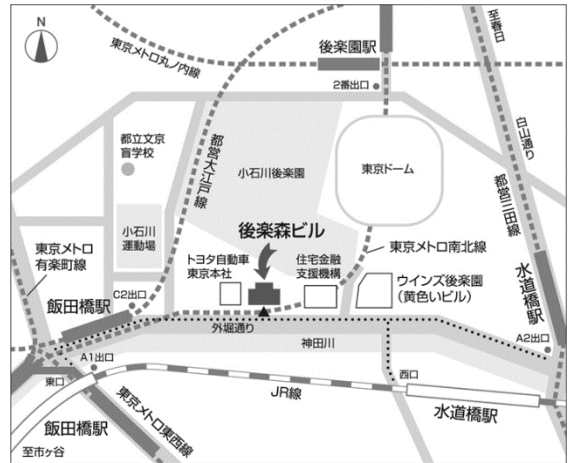 N
東京メトロ丸ノ内線
後楽園駅
2番出口
至春日
白山通り
都営三田線
都立文京
盲学校
都営大江戸線
小石川後楽園
東京ドーム
小石川
運動場
後楽森ビル
東京メトロ
有楽町線
トヨタ自動車
東京本社
住宅金融
支援機構
東京メトロ南北線
ウインズ後楽園
(黄色いビル)
水道橋駅
飯田橋駅
C2出口
外堀通り
神田川
A2出口
A1出口
東口
西口
JR線
水道橋駅
飯田橋駅
東京メトロ東西線
至市ヶ谷